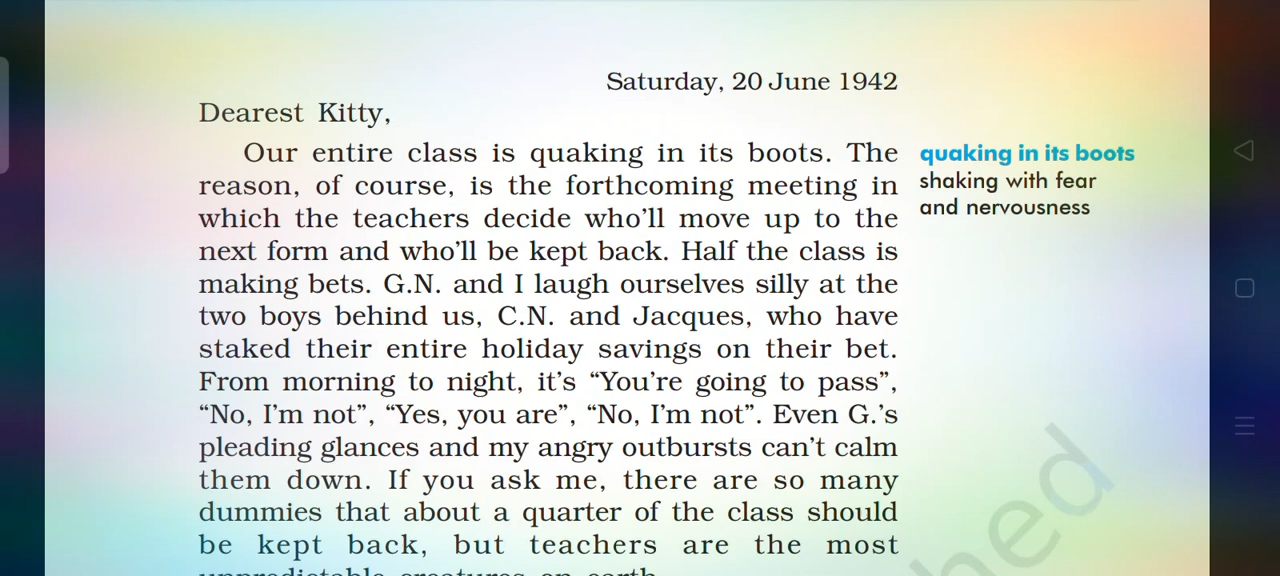 Saturday, 20 June 1942
Dearest Kitty,
Our entire class is quaking in its boots. The
reason, of course, is the forthcoming meeting in
which the teachers decide who'll move up to the
next form and who'll be kept back. Half the class is
making bets. G.N. and I laugh ourselves silly at the
two boys behind us, C.N. and Jacques, who have
staked their entire holiday savings on their bet.
From morning to night, it's “You're going to pass”,
“No, I'm not”, “Yes, you are”, “No, I'm not”. Even G.'s
pleading glances and my angry outbursts can't calm
them down. If you ask me, there are so many
dummies that about a quarter of the class should
be kept back, but teachers are the most
unpredictable creatures on earth.
quaking in its boots
shaking with fear
and nervousness
hed